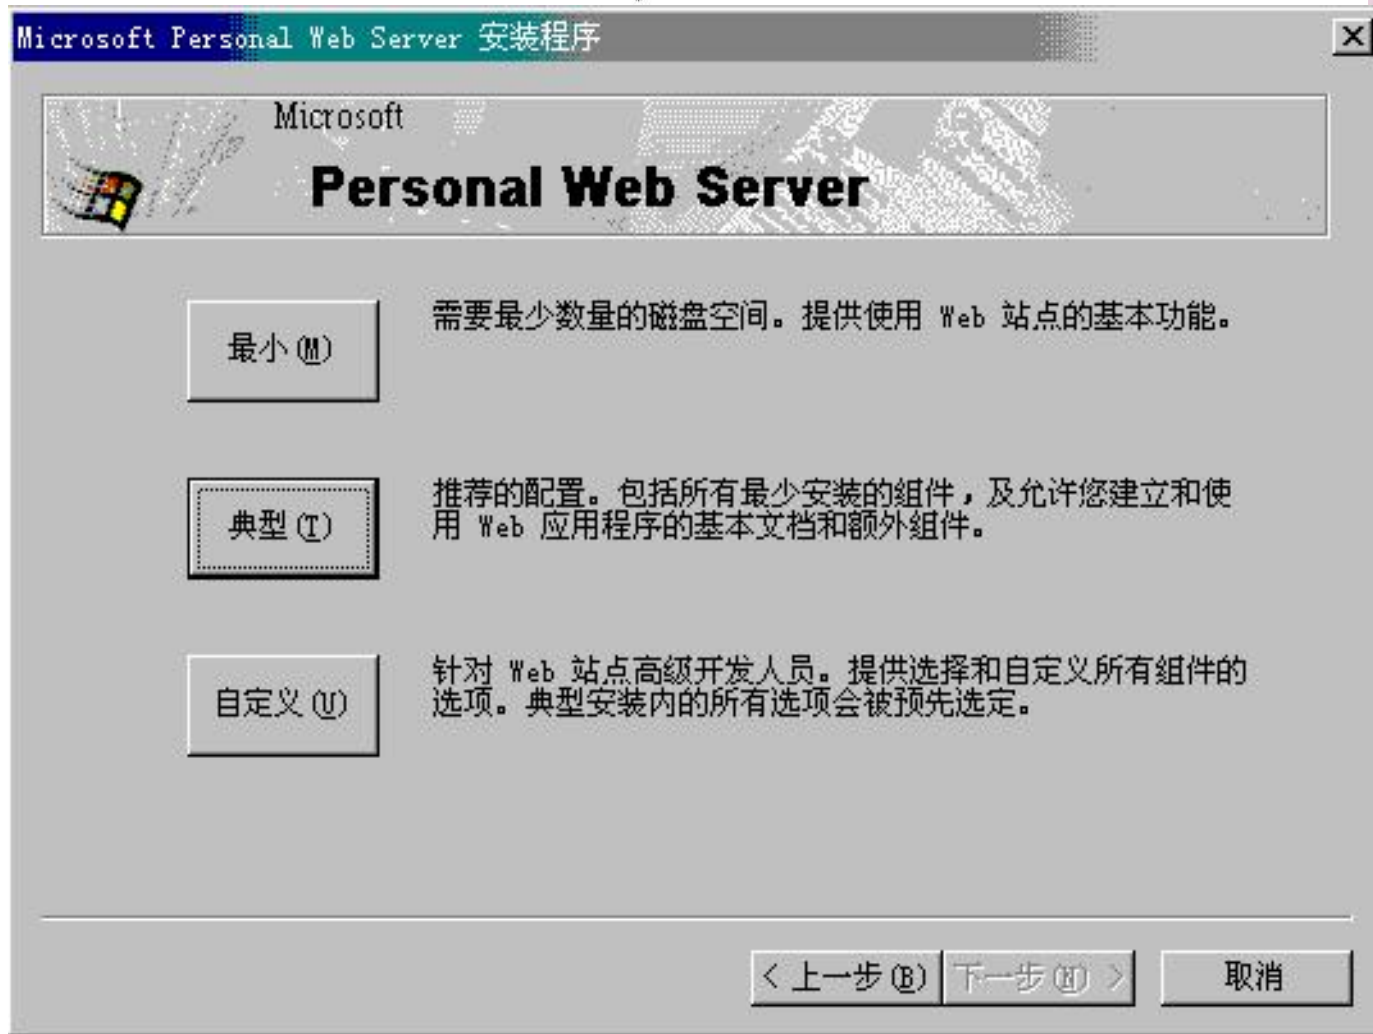 Microsoft Personal Web Server 安装程序
Microsoft
Personal Web Server
最小(M)
需要最少数量的磁盘空间。提供使用 Web 站点的基本功能。
典型(T)
推荐的配置。包括所有最少安装的组件，及允许您建立和使
用 Web 应用程序的基本文档和额外组件。
自定义(U)
针对 Web 站点高级开发人员。提供选择和自定义所有组件的
选项。典型安装内的所有选项会被预先选定。
< 上一步(B) 下一步(N) > 取消